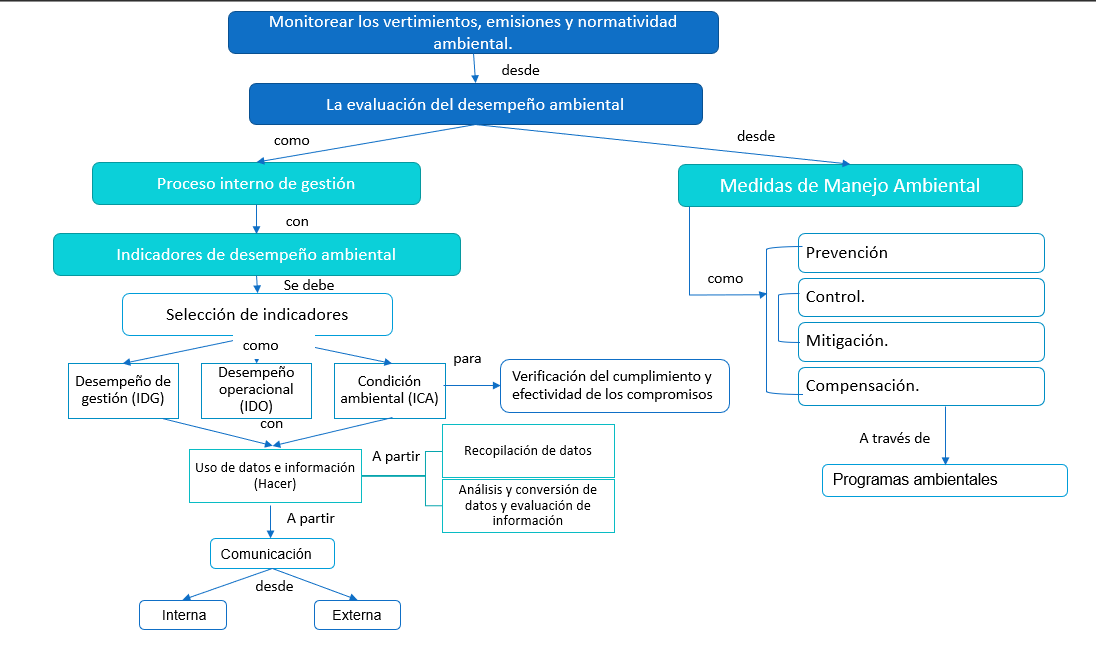 Monitorear los vertimientos, emisiones y normatividad
ambiental.
desde
La evaluación del desempeño ambiental
como
desde
Proceso interno de gestión
Medidas de Manejo Ambiental
con
Indicadores de desempeño ambiental
Se debe
Selección de indicadores
como
Desempeño de
gestión (IDG)
Desempeño
operacional
(IDO)
Condición
ambiental (ICA)
para
Verificación del cumplimiento y
efectividad de los compromisos
con
Uso de datos e información
(Hacer)
A partir
Recopilación de datos
Análisis y conversión de
datos y evaluación de
información
A partir
Comunicación
desde
Interna
Externa
como
Prevención
Control.
Mitigación.
Compensación.
A través de
Programas ambientales